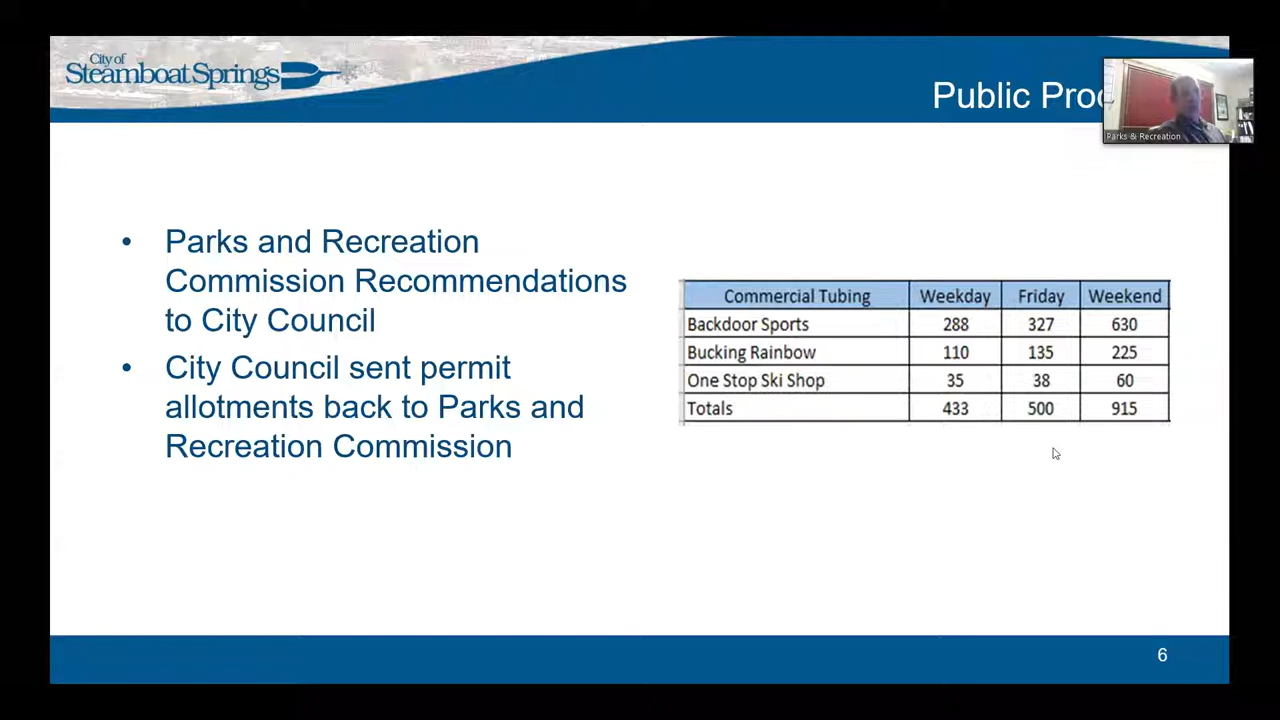 City of
Steamboat Springs
Public Proc
Parks & Recreation
• Parks and Recreation
Commission Recommendations
to City Council
• City Council sent permit
allotments back to Parks and
Recreation Commission
Commercial Tubing Weekday Friday Weekend
Backdoor Sports 288 327 630
Bucking Rainbow 110 135 225
One Stop Ski Shop 35 38 60
Totals 433 500 915
6